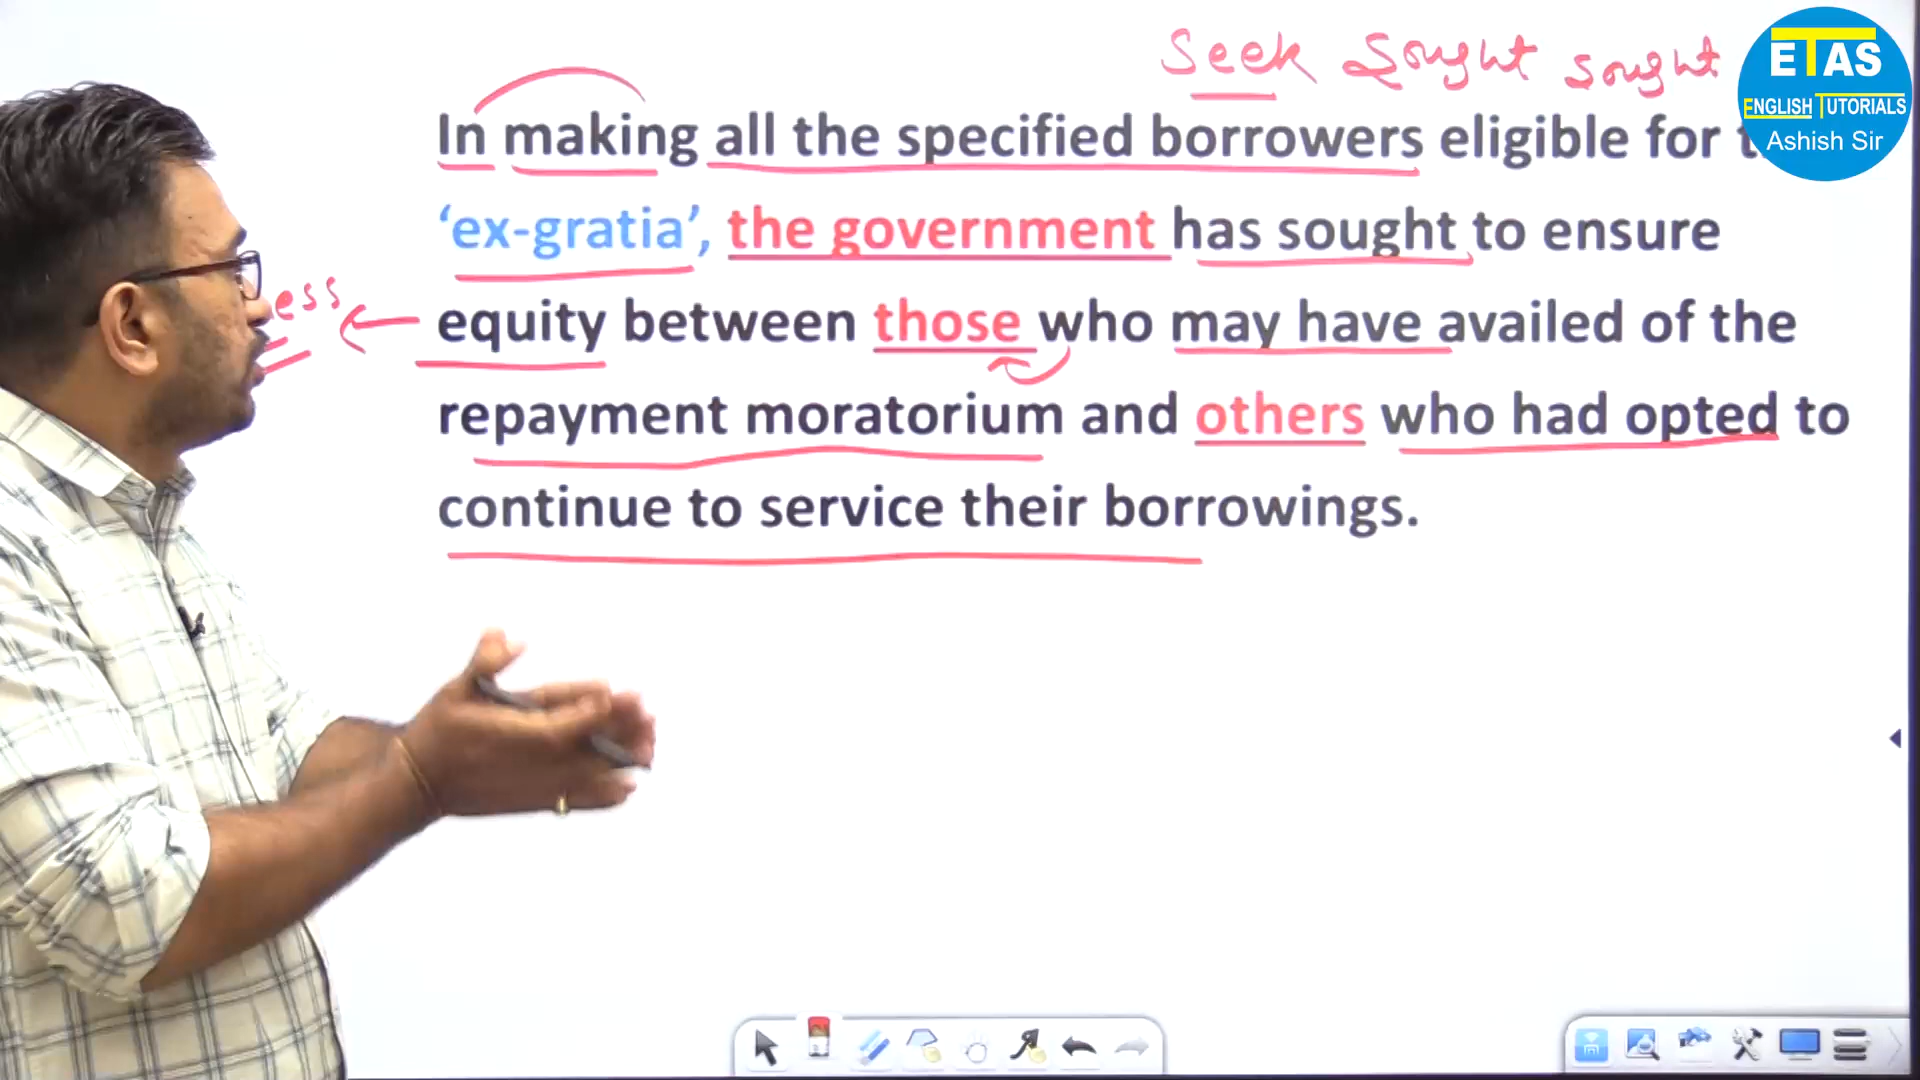 Seek Sought Sought
ETAS
ENGLISH TUTORIALS
Ashish Sir
In making all the specified borrowers eligible for
‘ex-gratia’, the government has sought to ensure
equity between those who may have availed of the
repayment moratorium and others who had opted to
continue to service their borrowings.